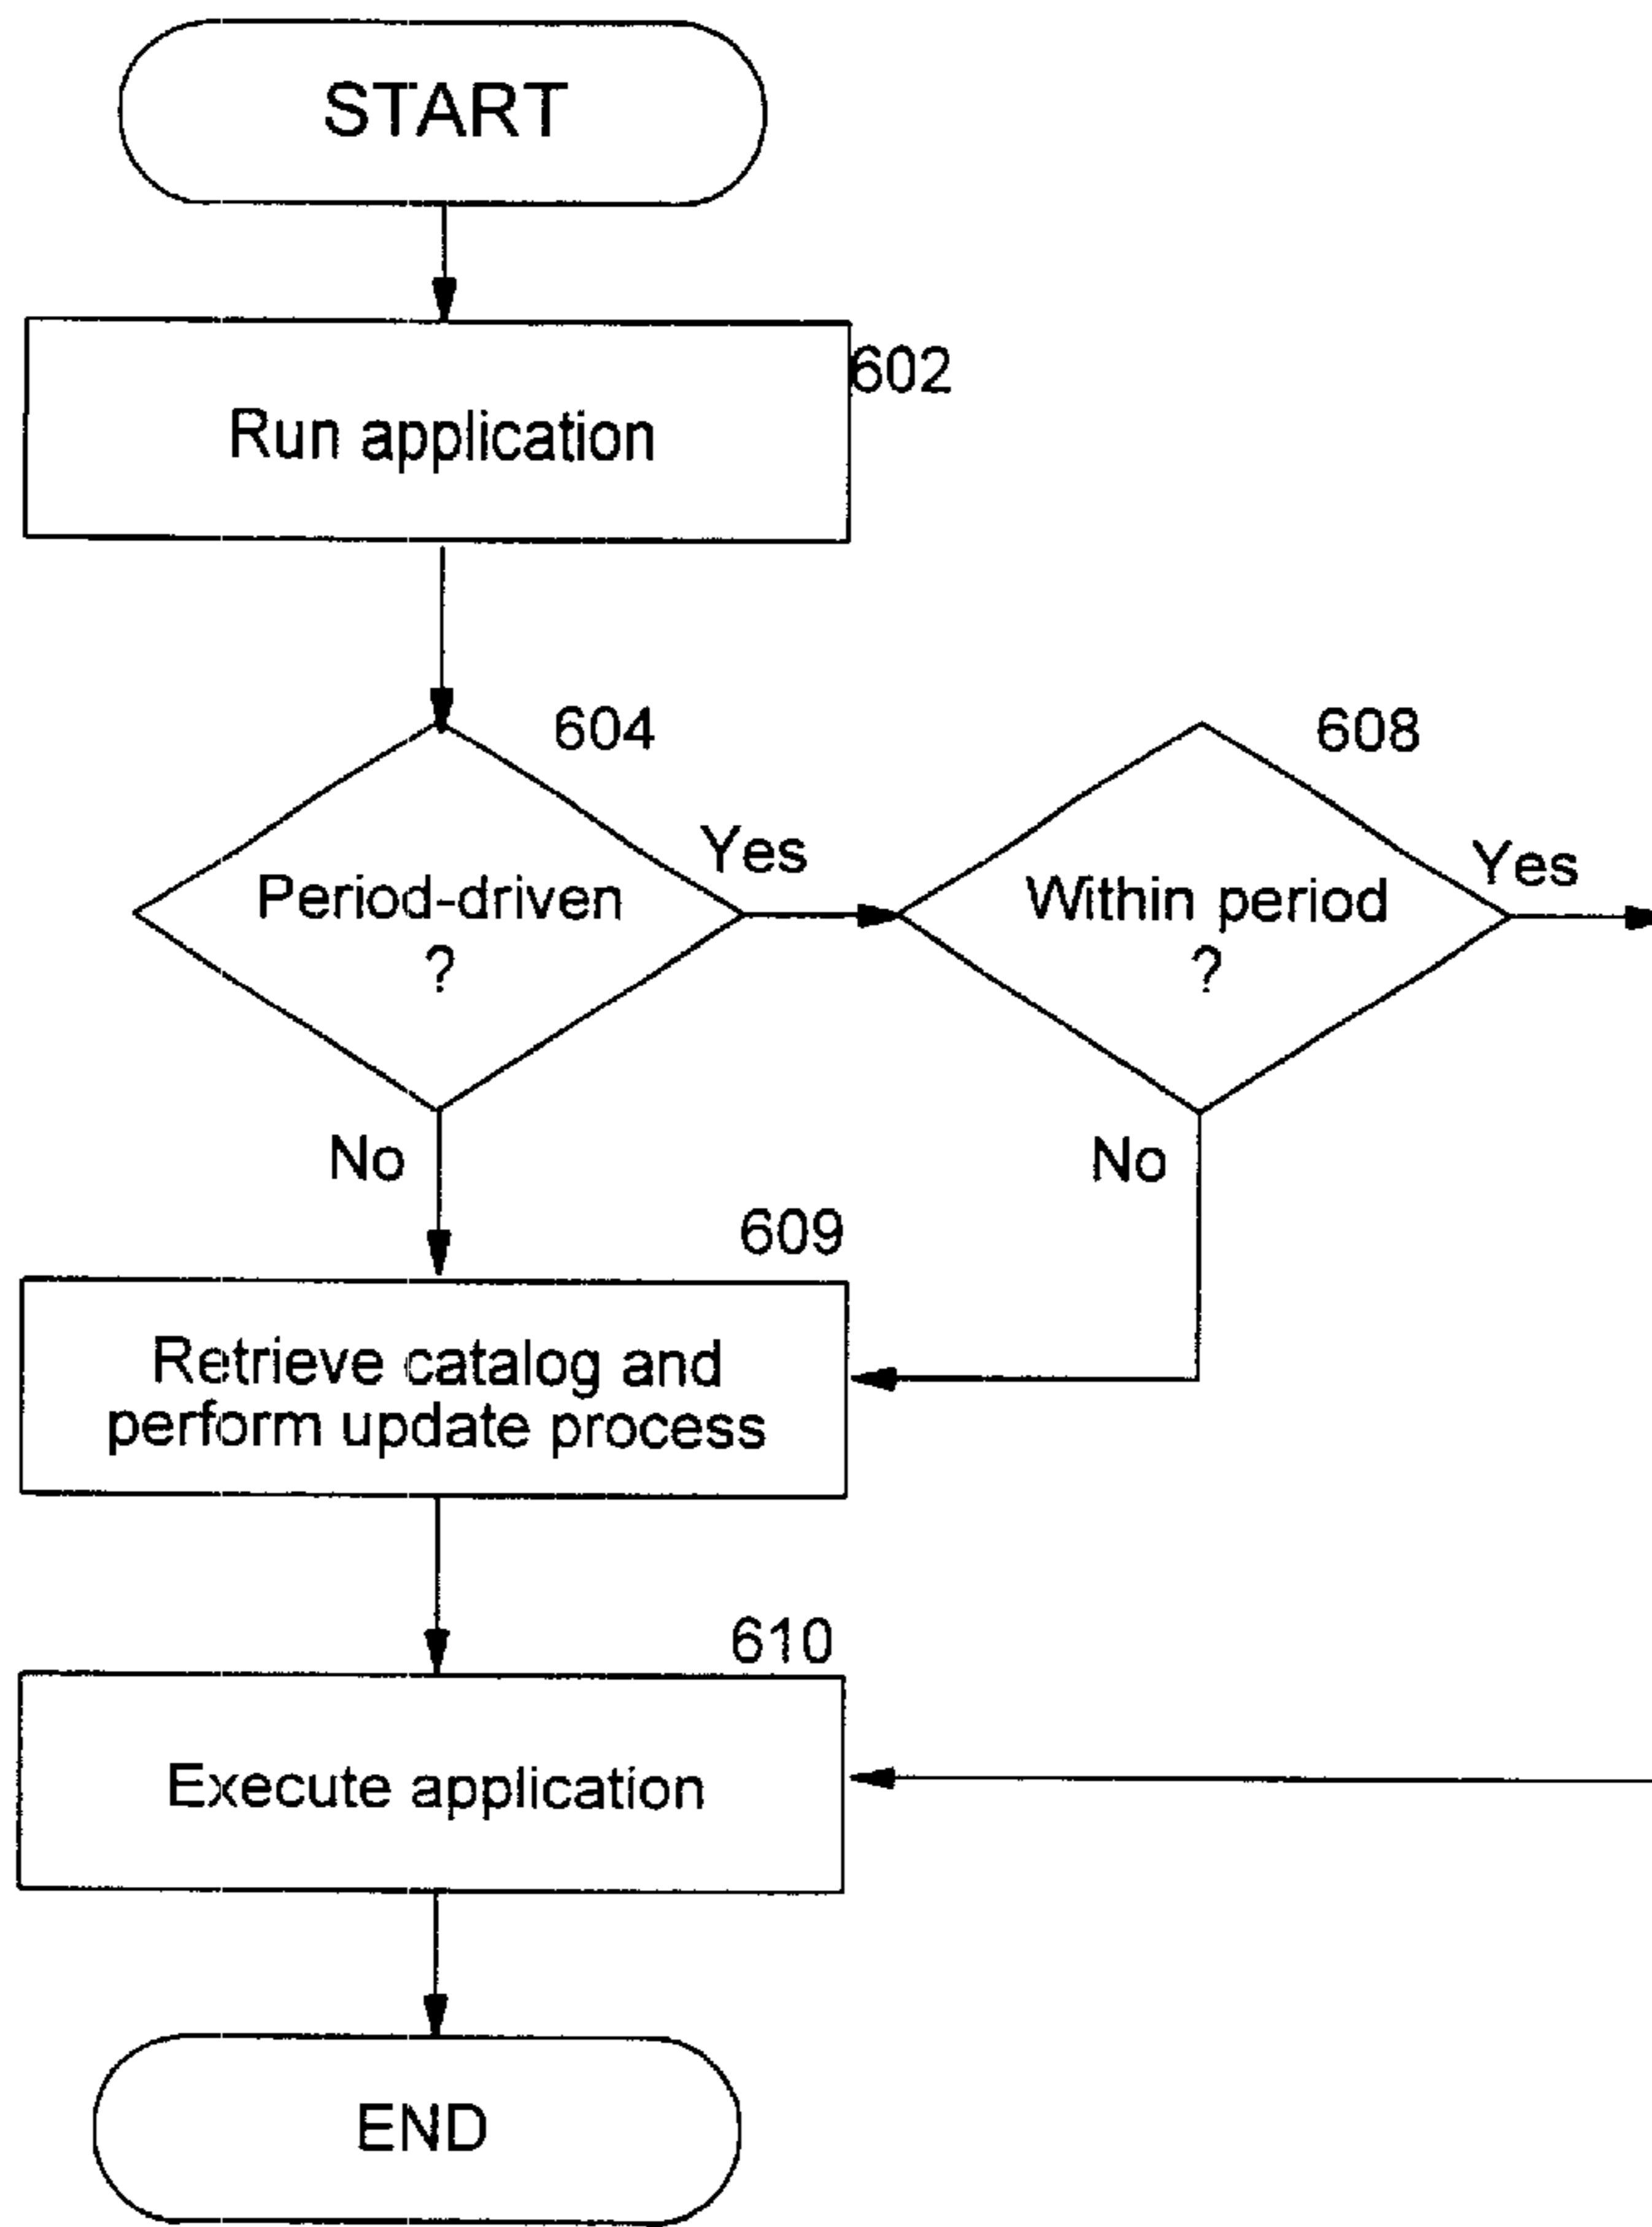 START
602
Run application
604
608
Yes
Yes
Period-driven
?
Within period
?
No
No
609
Retrieve catalog and
perform update process
610
Execute application
END